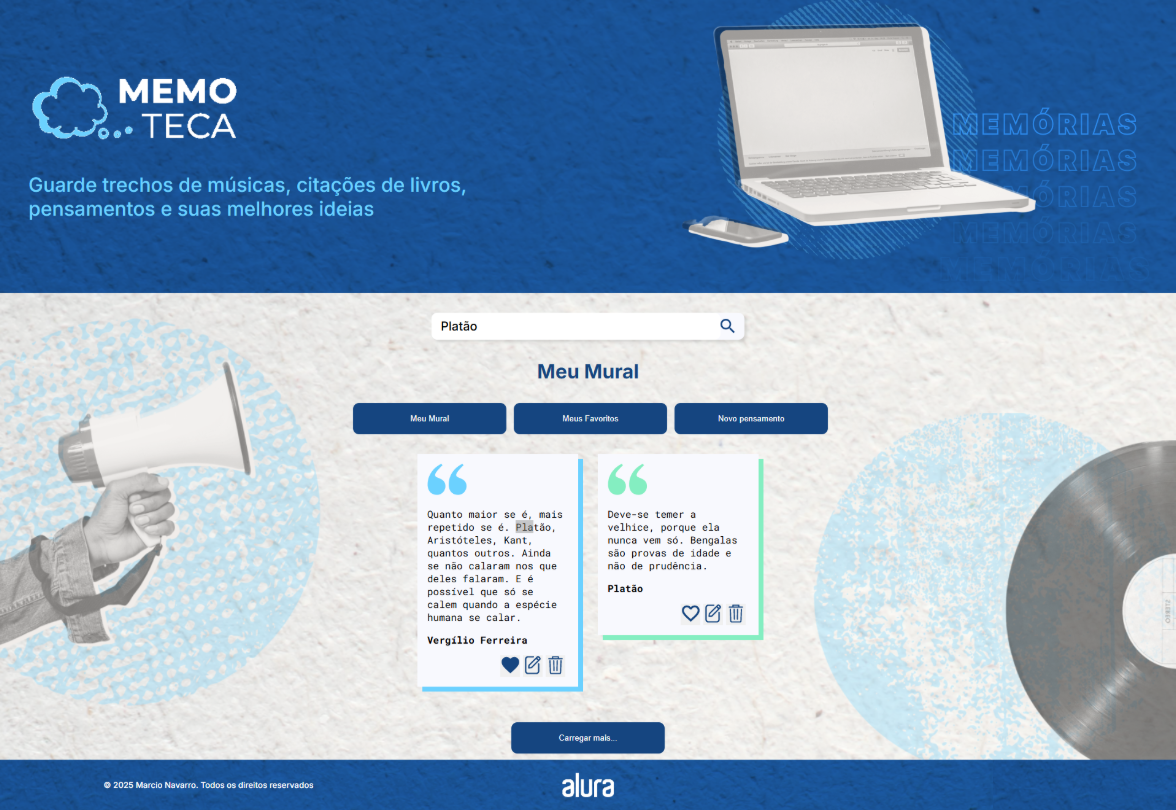 MEMO
TECA
Guarde trechos de músicas, citações de livros,
pensamentos e suas melhores ideias
MEMÓRIAS
MEMÓRIAS
MEMÓRIAS
MEMÓRIAS
Platão
Meu Mural
Meu Mural
Meus Favoritos
Novo pensamento
Quanto maior se é, mais
repetido se é. Platão,
Aristóteles, Kant,
quantos outros. Ainda
se não calaram nos que
deles falaram. E é
possível que só se
calem quando a espécie
humana se calar.
Vergílio Ferreira
Deve-se temer a
velhice, porque ela
nunca vem só. Bengalas
são provas de idade e
não de prudência.
Platão
Carregar mais...
© 2025 Marcio Navarro. Todos os direitos reservados
alura